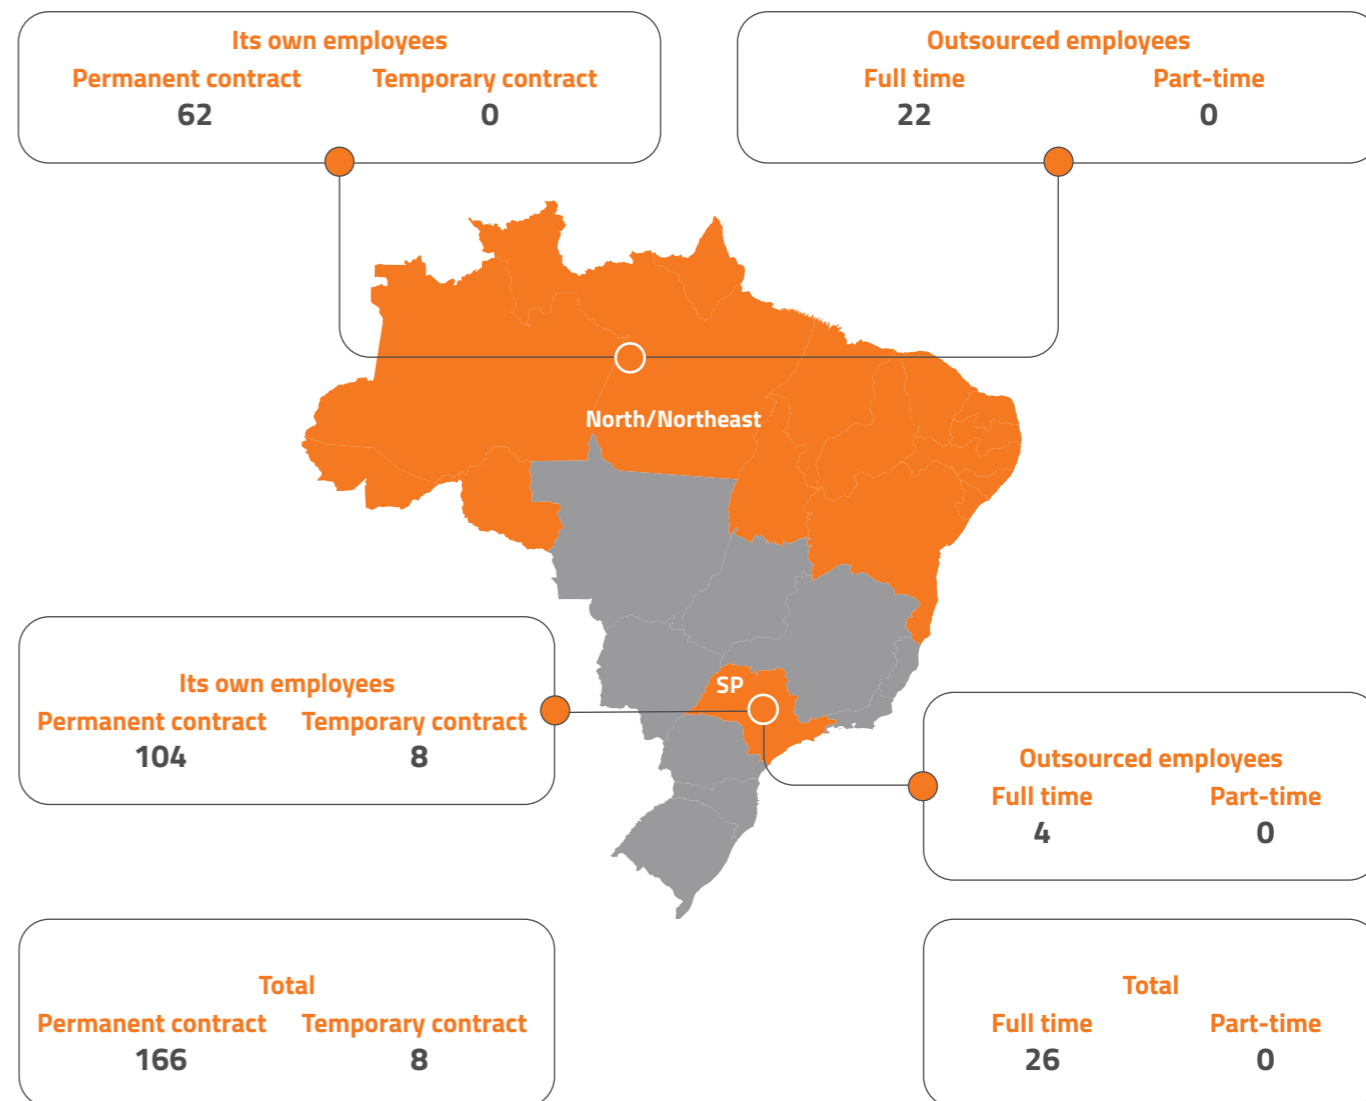 Its own employees
Permanent contract Temporary contract
62 0
Outsourced employees
Full time Part-time
22 0
North/Northeast
SP
Its own employees
Permanent contract Temporary contract
104 8
Outsourced employees
Full time Part-time
4 0
Total
Permanent contract Temporary contract
166 8
Total
Full time Part-time
26 0